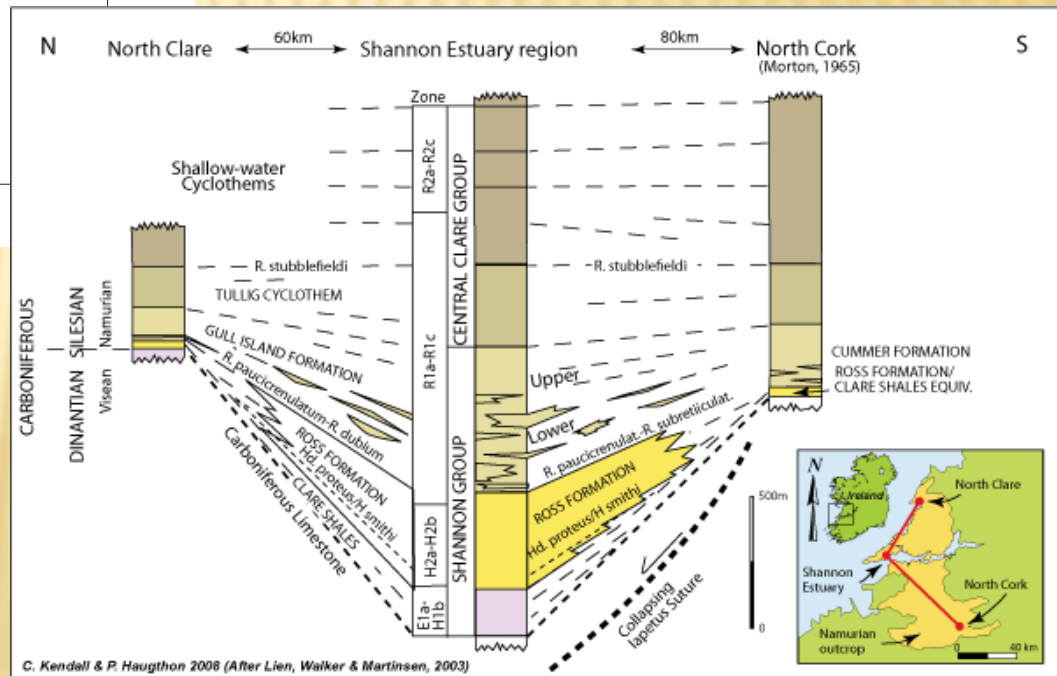 N
North Clare
60km
Shannon Estuary region
80km
North Cork
(Morton, 1965)
S
Zone
Shallow-water
Cyclothems
R2a-R2c
CENTRAL CLARE GROUP
R. stubblefieldi
R. stubblefieldi
TULLIG CYCLOTHEM
CARBONIFEROUS
DINANTIAN SILESIAN
Visean
Namurian
GULL ISLAND FORMATION
R. paucicrenulatum-R. dubium
ROSS FORMATION
Hd. proteus/H smithi
CLARE SHALES
Carboniferous Limestone
R1a-R1c
H2a-H2b
E1a-
H1b
SHANNON GROUP
Upper
Lower
R. paucicrenulat.-R. subretiiculat.
ROSS FORMATION
Hd. proteus/H smithi
CUMMER FORMATION
ROSS FORMATION/
CLARE SHALES EQUIV.
500m
0
Collapsing
Iapetus Suture
N
Ireland
North Clare
Shannon
Estuary
North Cork
Namurian
outcrop
0 40 km
C. Kendall & P. Haugthon 2008 (After Lien, Walker & Martinsen, 2003)